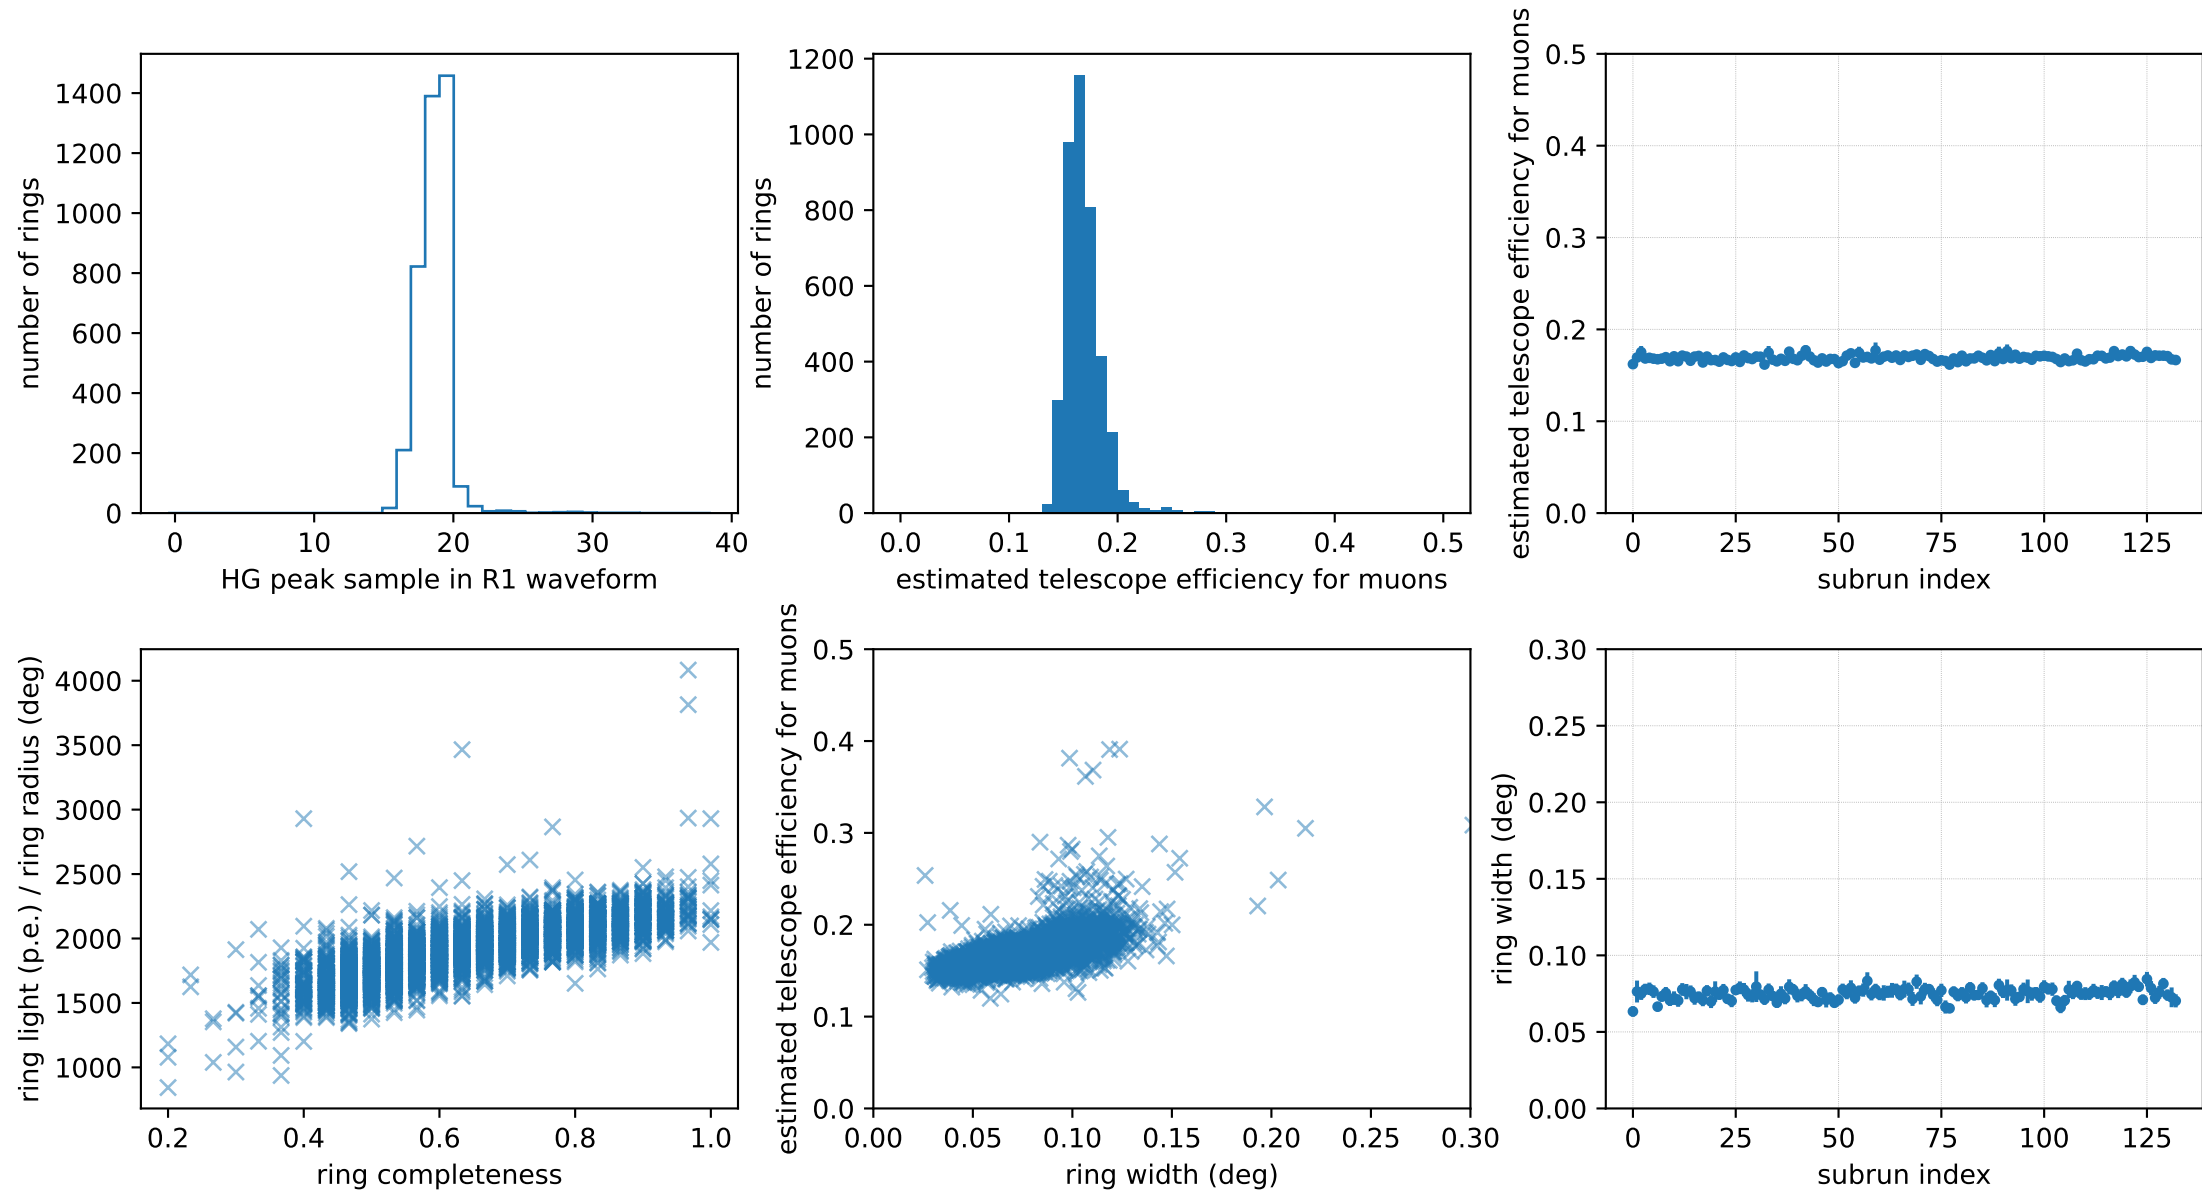 number of rings
1400
1200
1000
800
600
400
200
0
0 10 20 30 40
HG peak sample in R1 waveform
number of rings
1200
1000
800
600
400
200
0
0.0 0.1 0.2 0.3 0.4 0.5
estimated telescope efficiency for muons
estimated telescope efficiency for muons
0.5
0.4
0.3
0.2
0.1
0.0
0 25 50 75 100 125
subrun index
ring light (p.e.) / ring radius (deg)
4000
3500
3000
2500
2000
1500
1000
0.2 0.4 0.6 0.8 1.0
ring completeness
estimated telescope efficiency for muons
0.5
0.4
0.3
0.2
0.1
0.0
0.00 0.05 0.10 0.15 0.20 0.25 0.30
ring width (deg)
ring width (deg)
0.30
0.25
0.20
0.15
0.10
0.05
0.00
0 25 50 75 100 125
subrun index